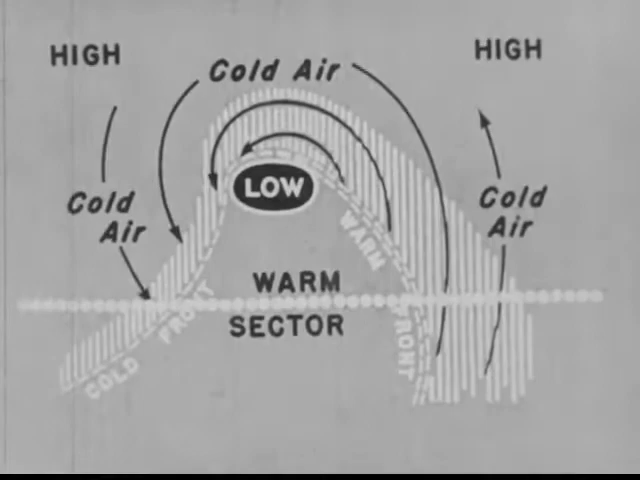 HIGH
HIGH
Cold Air
Cold
Air
Cold
Air
LOW
WARM
FRONT
WARM
SECTOR
COLD FRONT